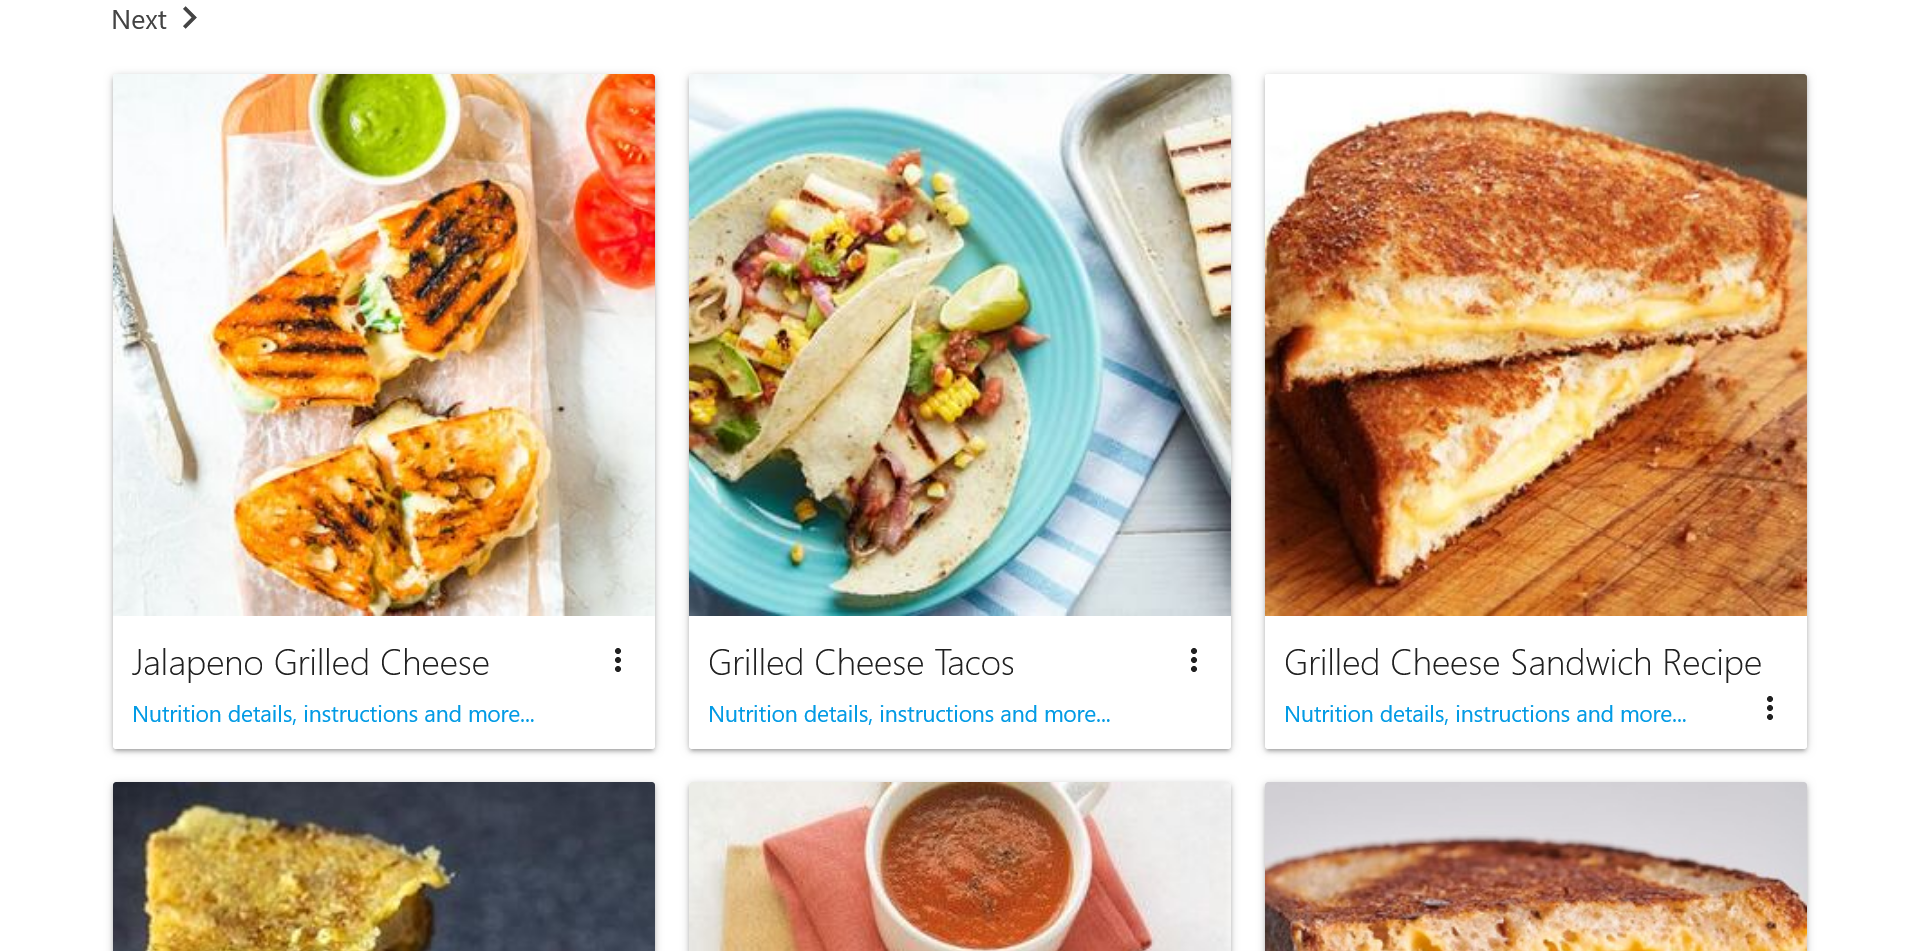 Next
Jalapeno Grilled Cheese
Nutrition details, instructions and more...
Grilled Cheese Tacos
Nutrition details, instructions and more...
Grilled Cheese Sandwich Recipe
Nutrition details, instructions and more...